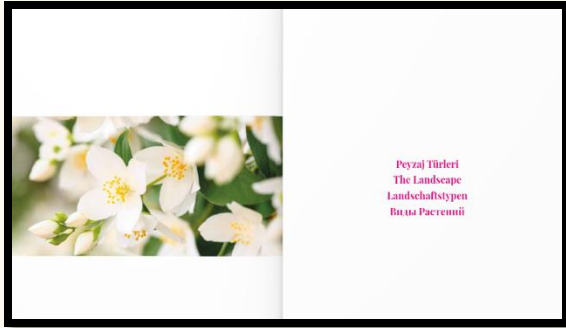 Peyzaj Türleri
The Landscape
Landschaftstypen
Виды Растений